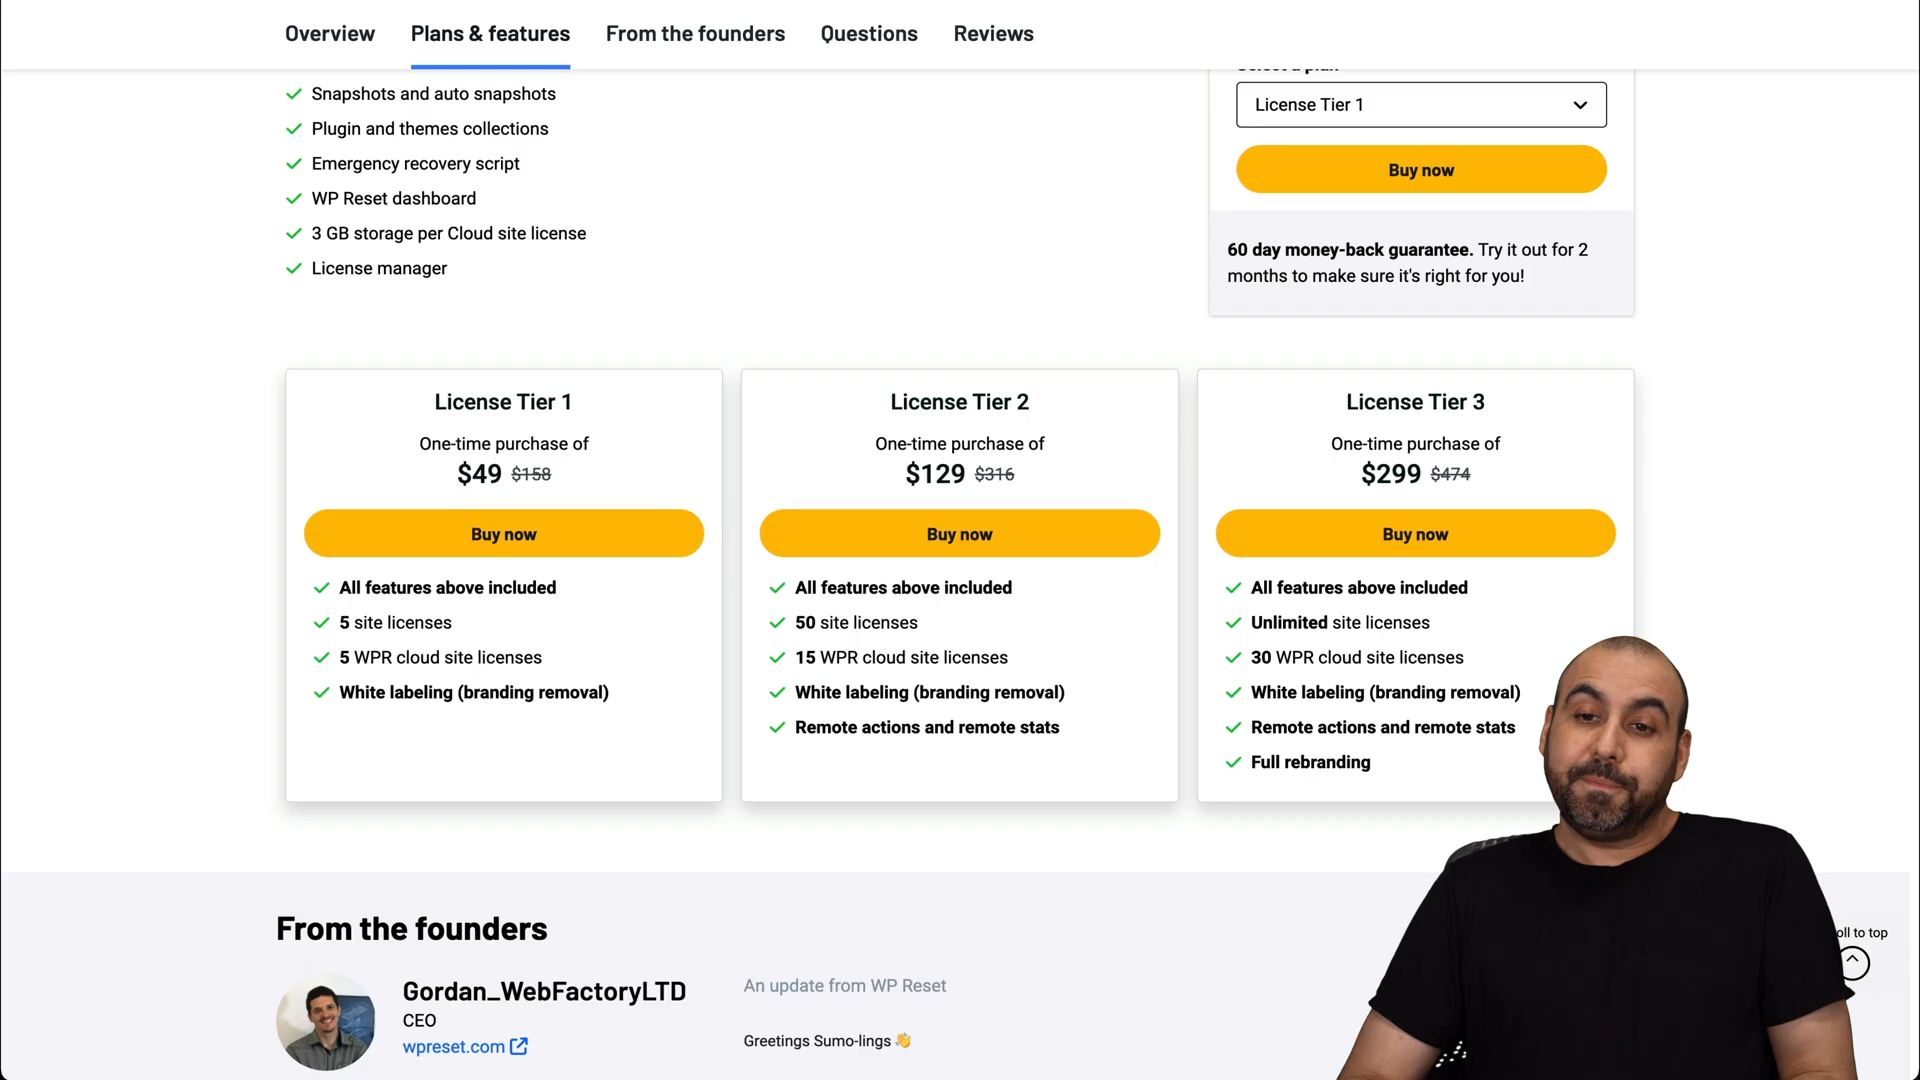 Overview
Plans & features
From the founders
Questions
Reviews
Snapshots and auto snapshots
Plugin and themes collections
Emergency recovery script
WP Reset dashboard
3 GB storage per Cloud site license
License manager
License Tier 1
Buy now
60 day money-back guarantee. Try it out for 2
months to make sure it's right for you!
License Tier 1
One-time purchase of
$49 $158
Buy now
All features above included
5 site licenses
5 WPR cloud site licenses
White labeling (branding removal)
License Tier 2
One-time purchase of
$129 $316
Buy now
All features above included
50 site licenses
15 WPR cloud site licenses
White labeling (branding removal)
Remote actions and remote stats
License Tier 3
One-time purchase of
$299 $474
Buy now
All features above included
Unlimited site licenses
30 WPR cloud site licenses
White labeling (branding removal)
Remote actions and remote stats
Full rebranding
From the founders
Gordan_WebFactoryLTD
CEO
wpreset.com
An update from WP Reset
Greetings Sumo-lings 👋
to top